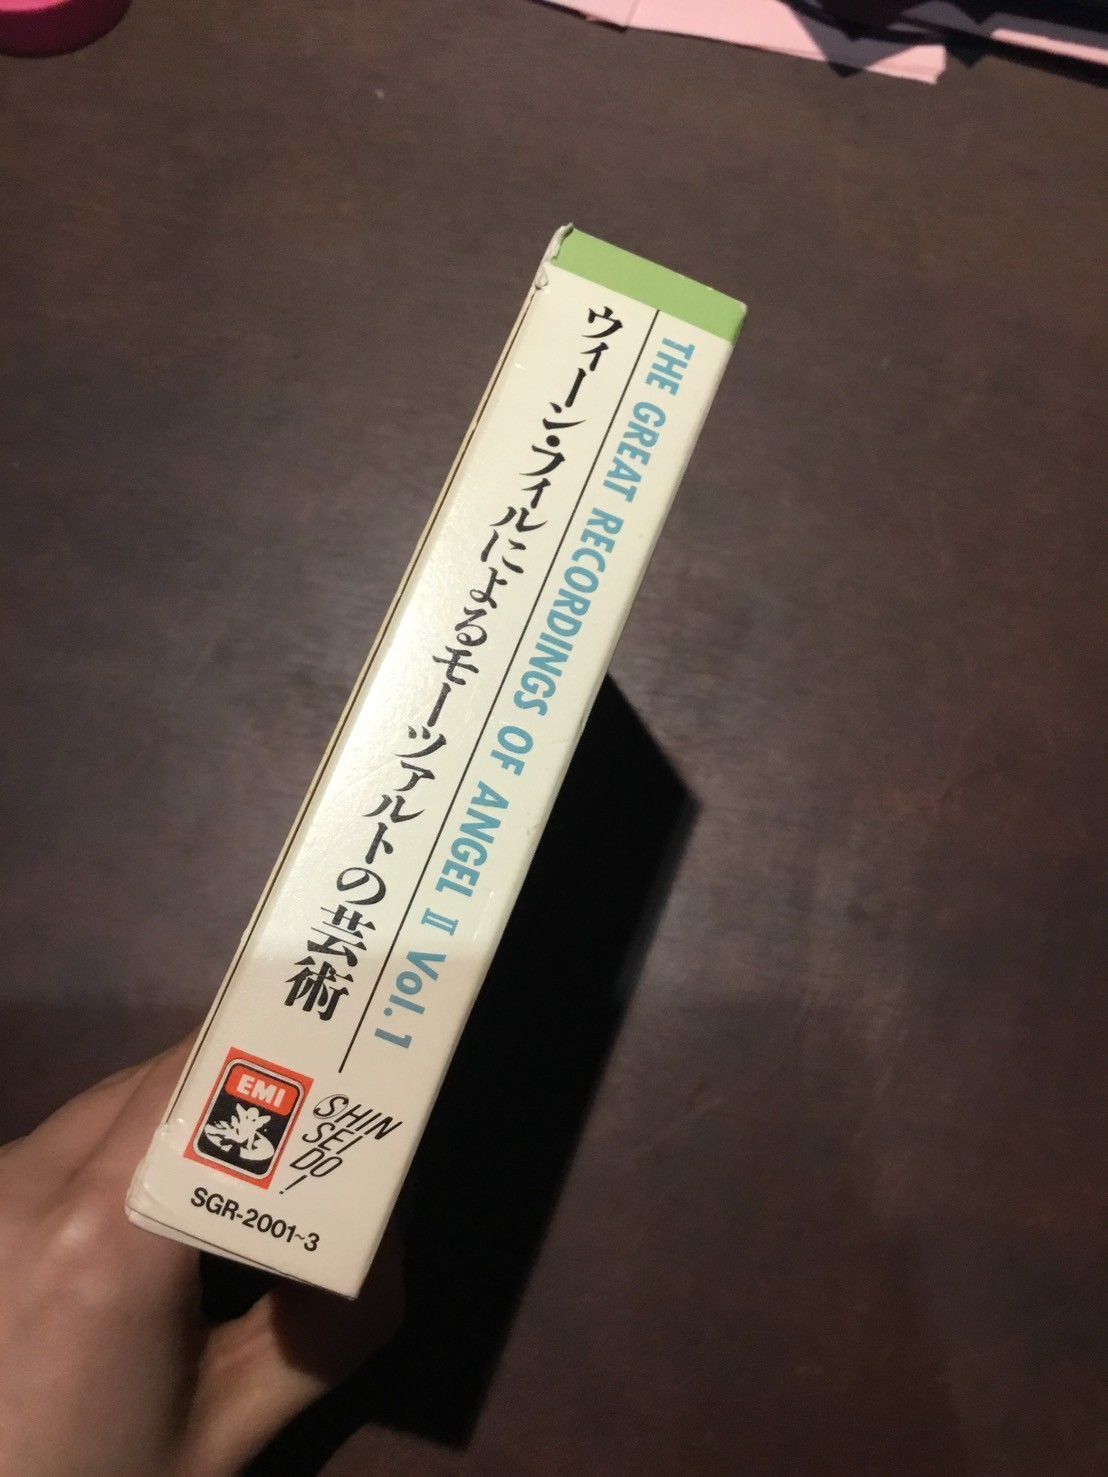 THE GREAT RECORDINGS OF ANGEL II Vol.1
ウィーン・フィルによるモーツァルトの芸術
EMI
SHIN
SEI
DO!
SGR-2001~3